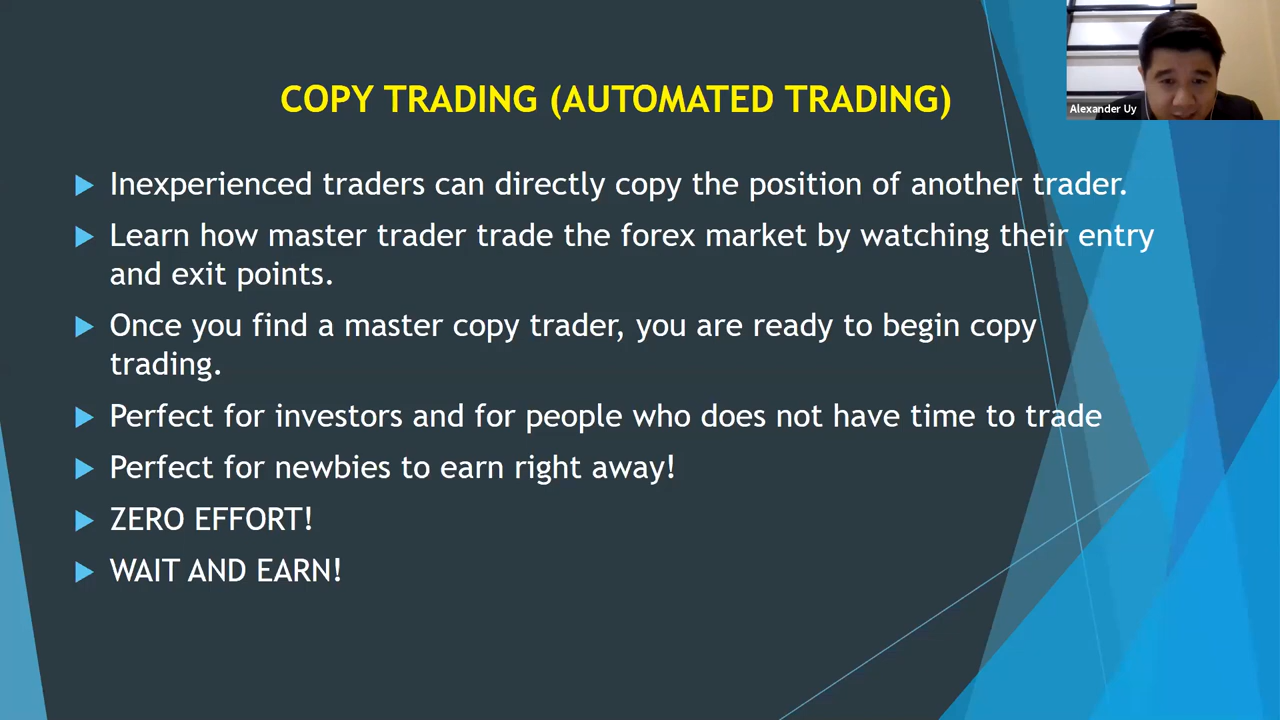 COPY TRADING (AUTOMATED TRADING)
Alexander Uy
Inexperienced traders can directly copy the position of another trader.
Learn how master trader trade the forex market by watching their entry
and exit points.
Once you find a master copy trader, you are ready to begin copy
trading.
Perfect for investors and for people who does not have time to trade
Perfect for newbies to earn right away!
ZERO EFFORT!
WAIT AND EARN!